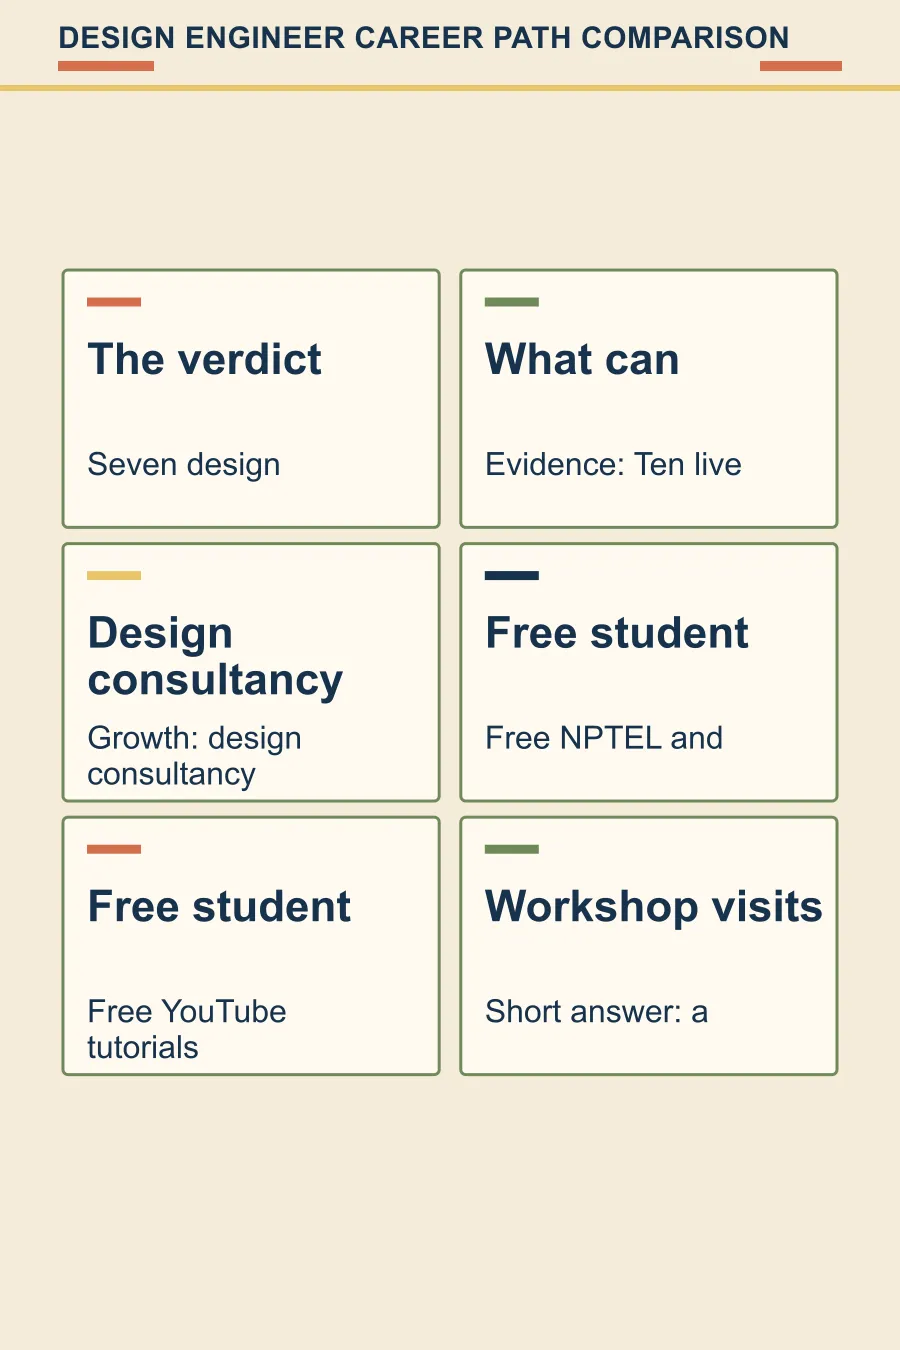 DESIGN ENGINEER CAREER PATH COMPARISON
The verdict
Seven design
What can
Evidence: Ten live
Design
consultancy
Growth: design
consultancy
Free student
Free NPTEL and
Free student
Free YouTube
tutorials
Workshop visits
Short answer: a